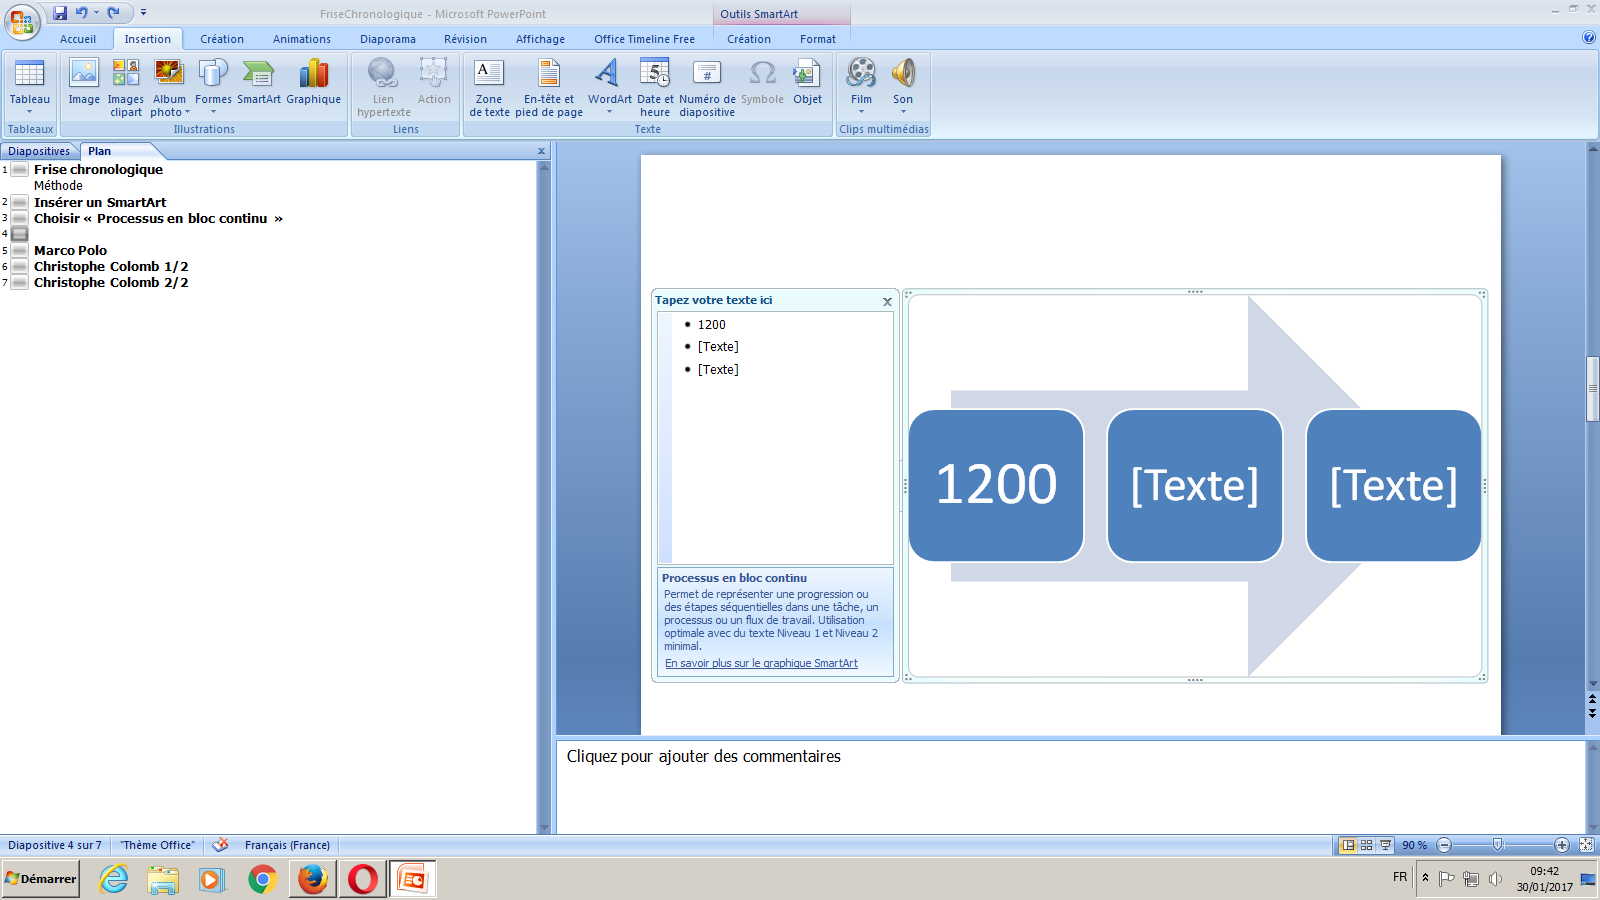 FriseChronologique - Microsoft PowerPoint
Outils SmartArt
Accueil Insertion Création Animations Diaporama Révision Affichage Office Timeline Free Création Format
Tableau
Image
Images
clipart
Album
photo
Formes
SmartArt
Graphique
Lien
hypertexte
Action
Zone
de texte
En-tête et
pied de page
WordArt
Date et
heure
Numéro de
diapositive
Symbole
Objet
Film
Son
Tableaux Illustrations Liens Texte Clips multimédias
Diapositives Plan
1 Frise chronologique
Méthode
2 Insérer un SmartArt
3 Choisir « Processus en bloc continu »
4
5 Marco Polo
6 Christophe Colomb 1/2
7 Christophe Colomb 2/2
Tapez votre texte ici
• 1200
• [Texte]
• [Texte]
Processus en bloc continu
Permet de représenter une progression ou
des étapes séquentielles dans une tâche, un
processus ou un flux de travail. Utilisation
optimale avec du texte Niveau 1 et Niveau 2
minimal.
En savoir plus sur le graphique SmartArt
1200 [Texte] [Texte]
Cliquez pour ajouter des commentaires
Diapositive 4 sur 7 "Thème Office" Français (France) 90 %
Démarrer
FR
09:42
30/01/2017